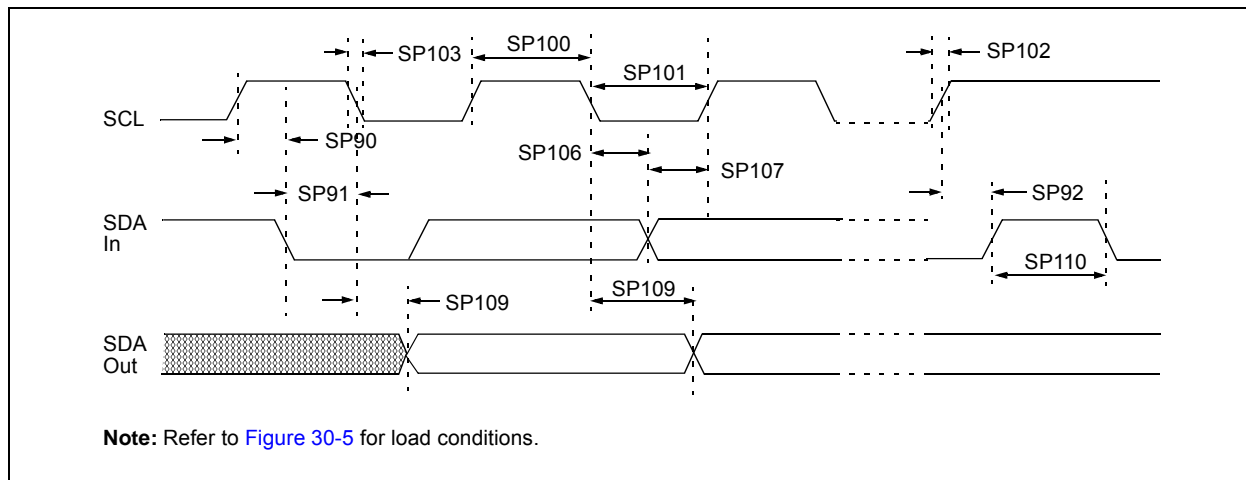 SP103
SP100
SP101
SP102
SCL
SP90
SP106
SP107
SP91
SP92
SDA
In
SP110
SP109
SP109
SDA
Out
Note: Refer to Figure 30-5 for load conditions.